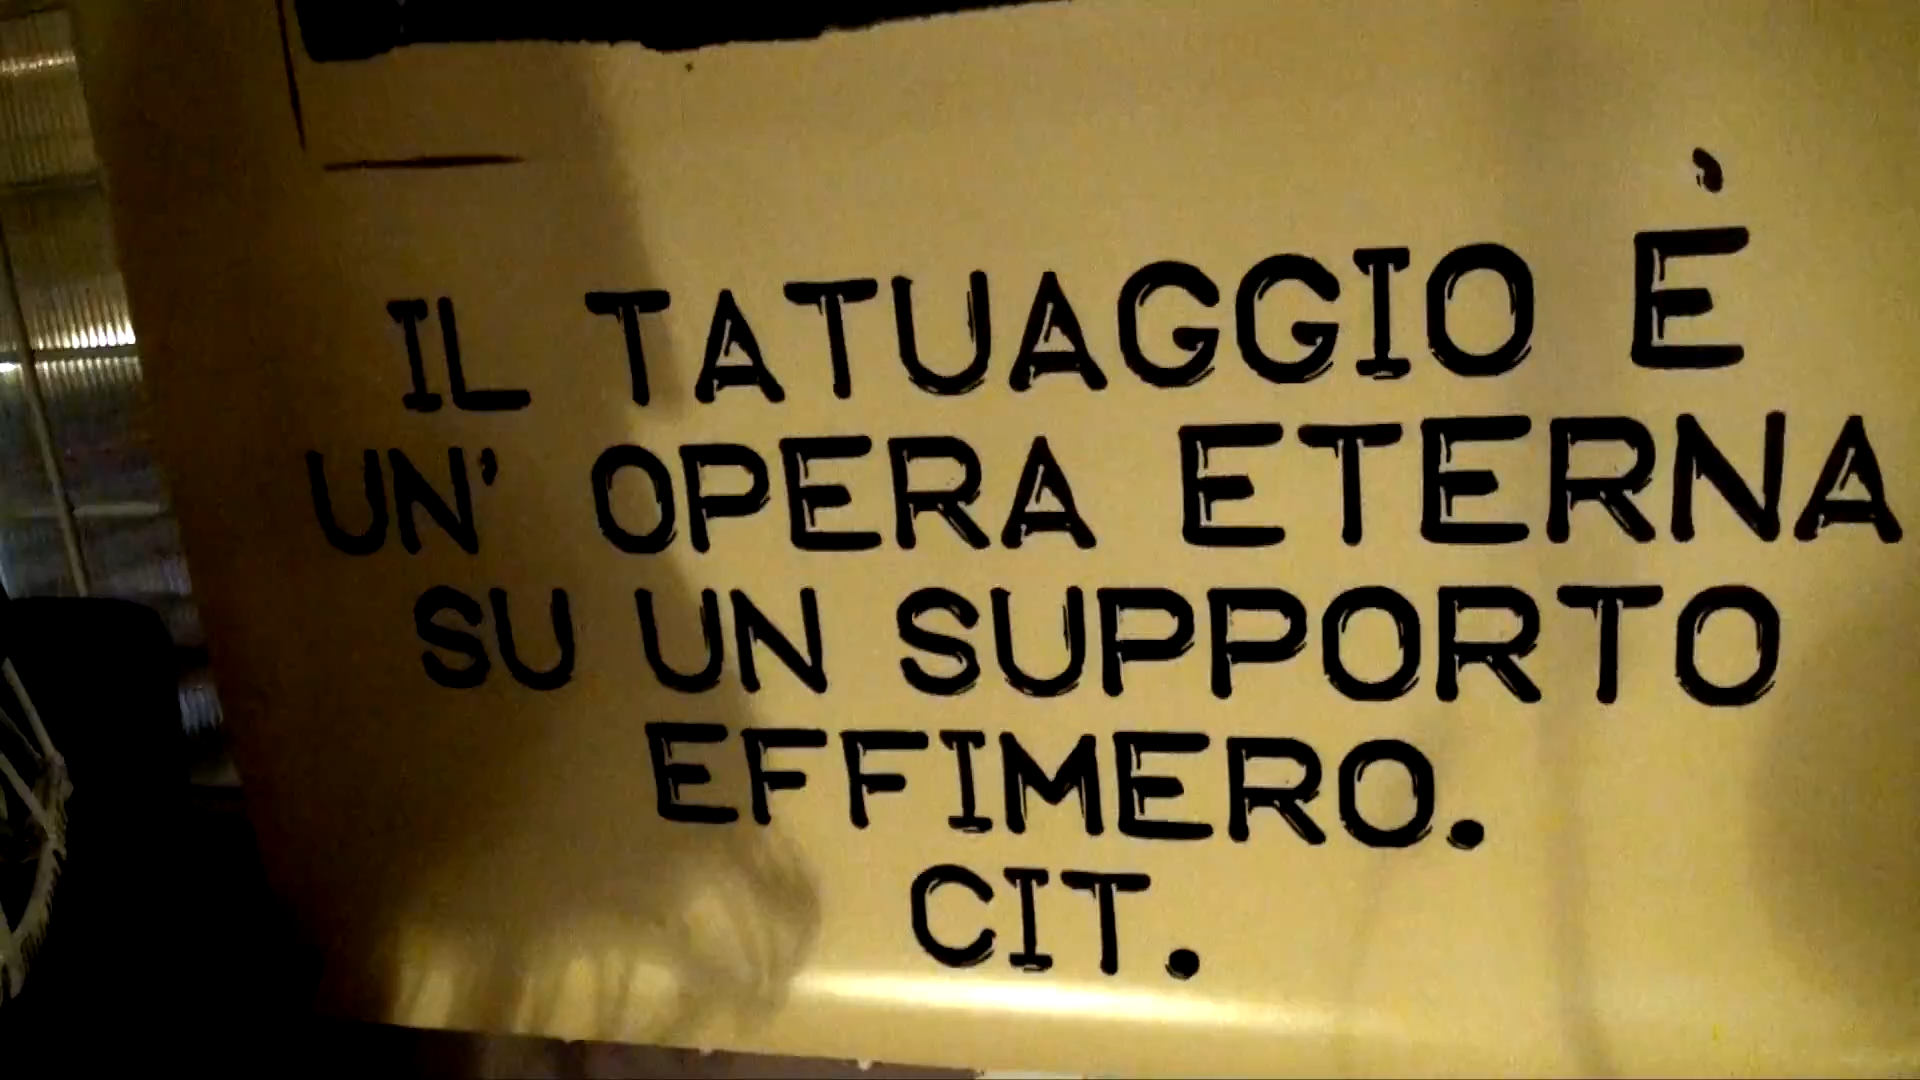 IL TATUAGGIO È
UN' OPERA ETERNA
SU UN SUPPORTO
EFFIMERO.
CIT.